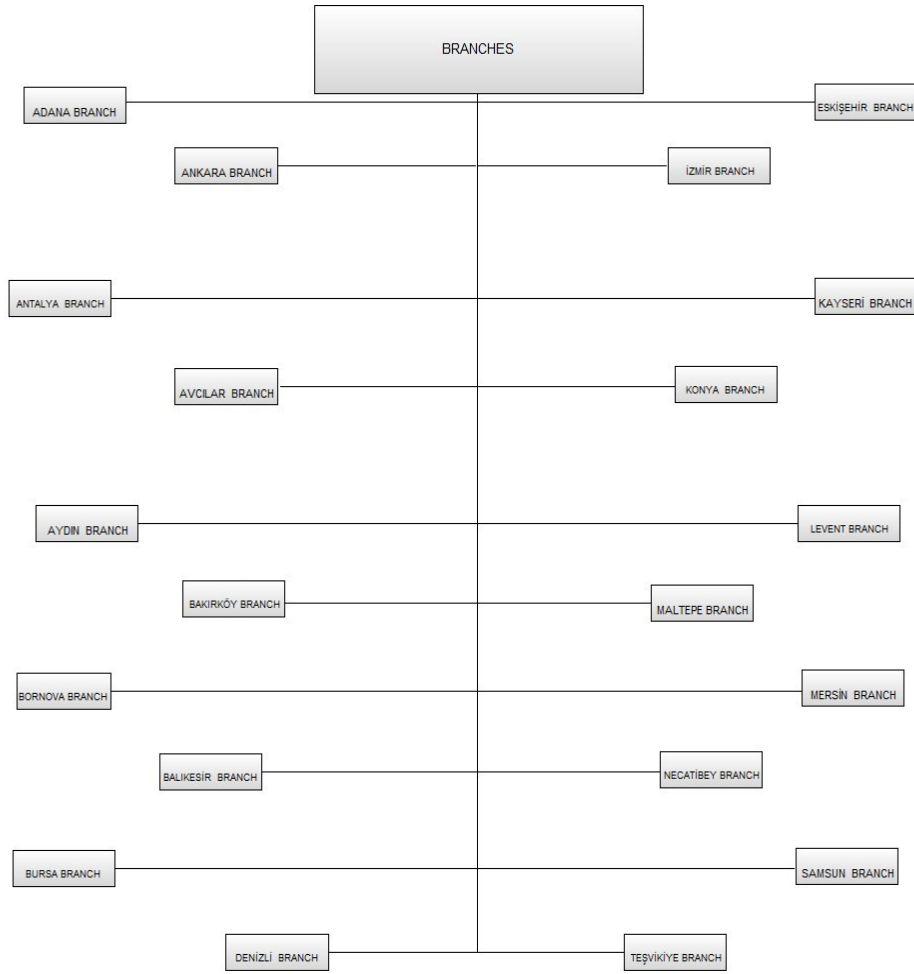 BRANCHES
ADANA BRANCH
ESKİŞEHİR BRANCH
ANKARA BRANCH
İZMİR BRANCH
ANTALYA BRANCH
KAYSERİ BRANCH
AVCILAR BRANCH
KONYA BRANCH
AYDIN BRANCH
LEVENT BRANCH
BAKIRKÖY BRANCH
MALTEPE BRANCH
BORNOVA BRANCH
MERSİN BRANCH
BALIKESİR BRANCH
NECATİBEY BRANCH
BURSA BRANCH
SAMSUN BRANCH
DENİZLİ BRANCH
TEŞVİKİYE BRANCH